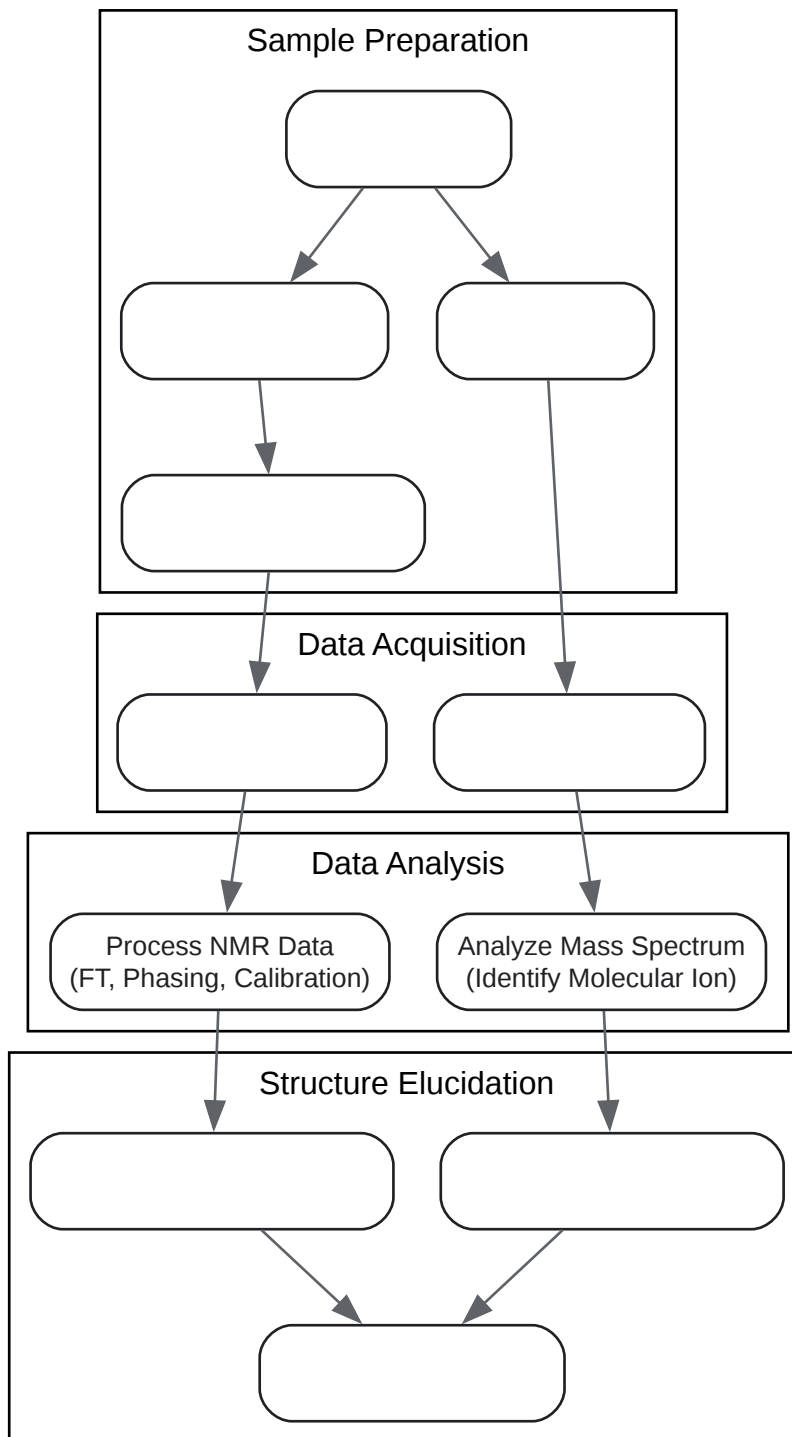 Sample Preparation
Data Acquisition
Data Analysis
Process NMR Data
(FT, Phasing, Calibration)
Analyze Mass Spectrum
(Identify Molecular Ion)
Structure Elucidation